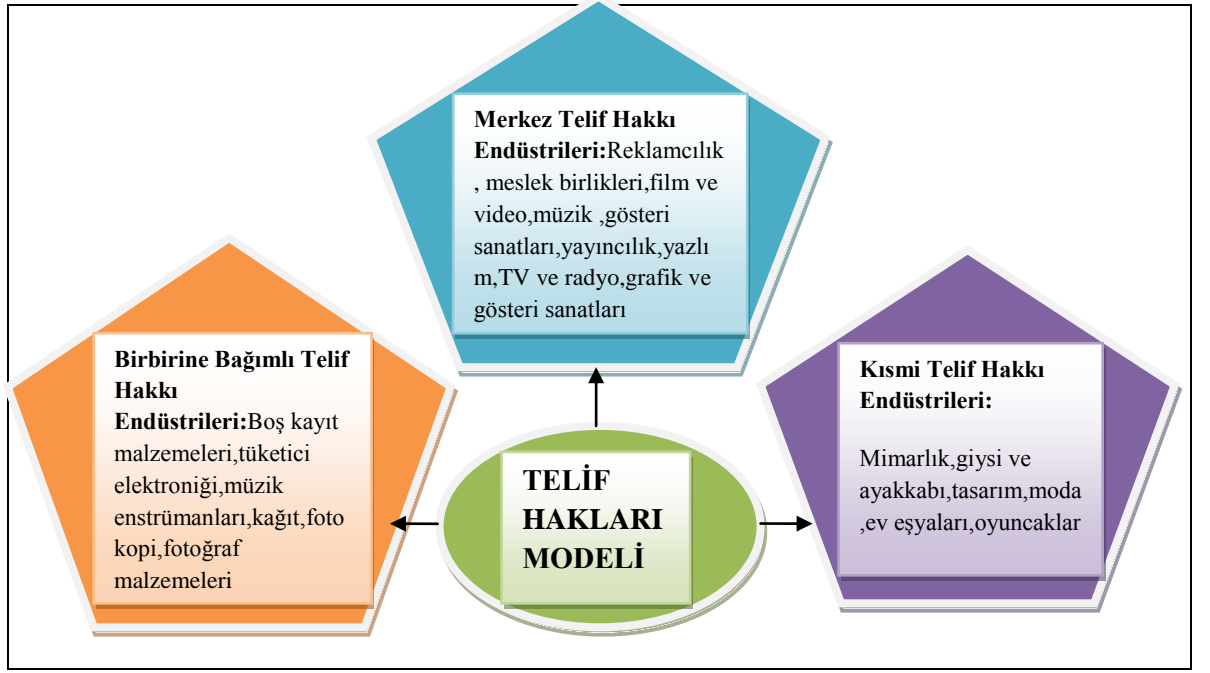 Merkez Telif Hakkı
Endüstrileri:Reklamcılık
, meslek birlikleri,film ve
video,müzik ,gösteri
sanatları,yayıncılık,yazlı
m,TV ve radyo,grafik ve
gösteri sanatları
Birbirine Bağımlı Telif
Hakkı
Endüstrileri:Boş kayıt
malzemeleri,tüketici
elektroniği,müzik
enstrümanları,kağıt,foto
kopi,fotoğraf
malzemeleri
TELİF
HAKLARI
MODELİ
Kısmi Telif Hakkı
Endüstrileri:
Mimarlık,giysi ve
ayakkabı,tasarım,moda
,ev eşyaları,oyuncaklar